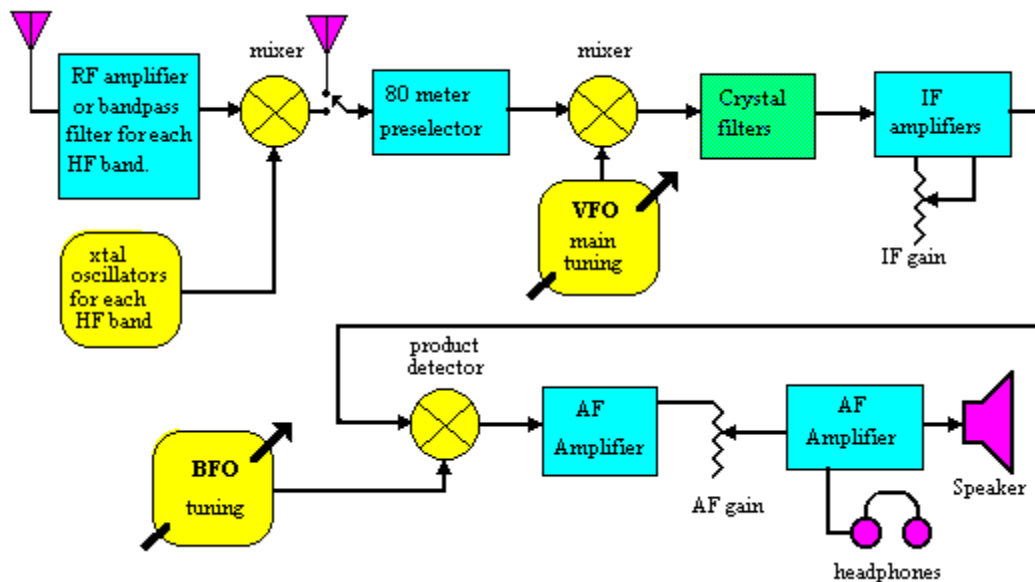 mixer
mixer
RF amplifier
or bandpass
filter for each
HF band.
80 meter
preselector
Crystal
filters
IF
amplifiers
xtal
oscillators
for each
HF band
VFO
main
tuning
IF gain
product
detector
BFO
tuning
AF
Amplifier
AF gain
AF
Amplifier
Speaker
headphones